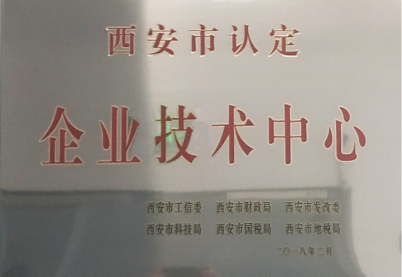 西安市认定
企业技术中心
西安市工信委 西安市财政局 西安市发改委
西安市科技局 西安市国税局 西安市地税局
二〇一八年二月